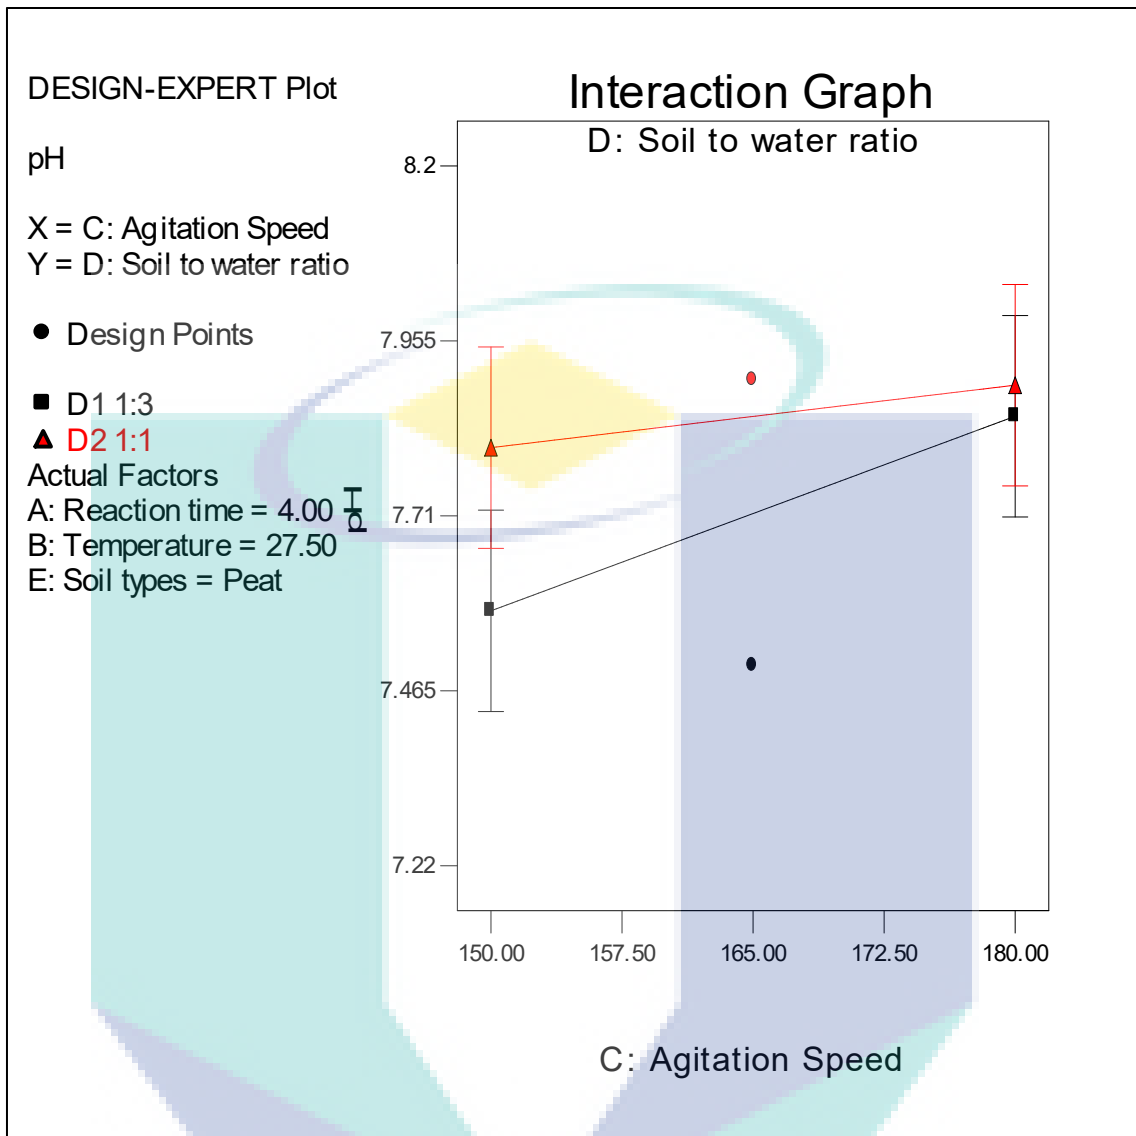 DESIGN-EXPERT Plot
pH
X = C: Agitation Speed
Y = D: Soil to water ratio
Design Points
D1 1:3
D2 1:1
Actual Factors
A: Reaction time = 4.00
B: Temperature = 27.50
E: Soil types = Peat
Interaction Graph
D: Soil to water ratio
8.2
7.955
7.71
7.465
7.22
pH
150.00
157.50
165.00
172.50
180.00
C: Agitation Speed